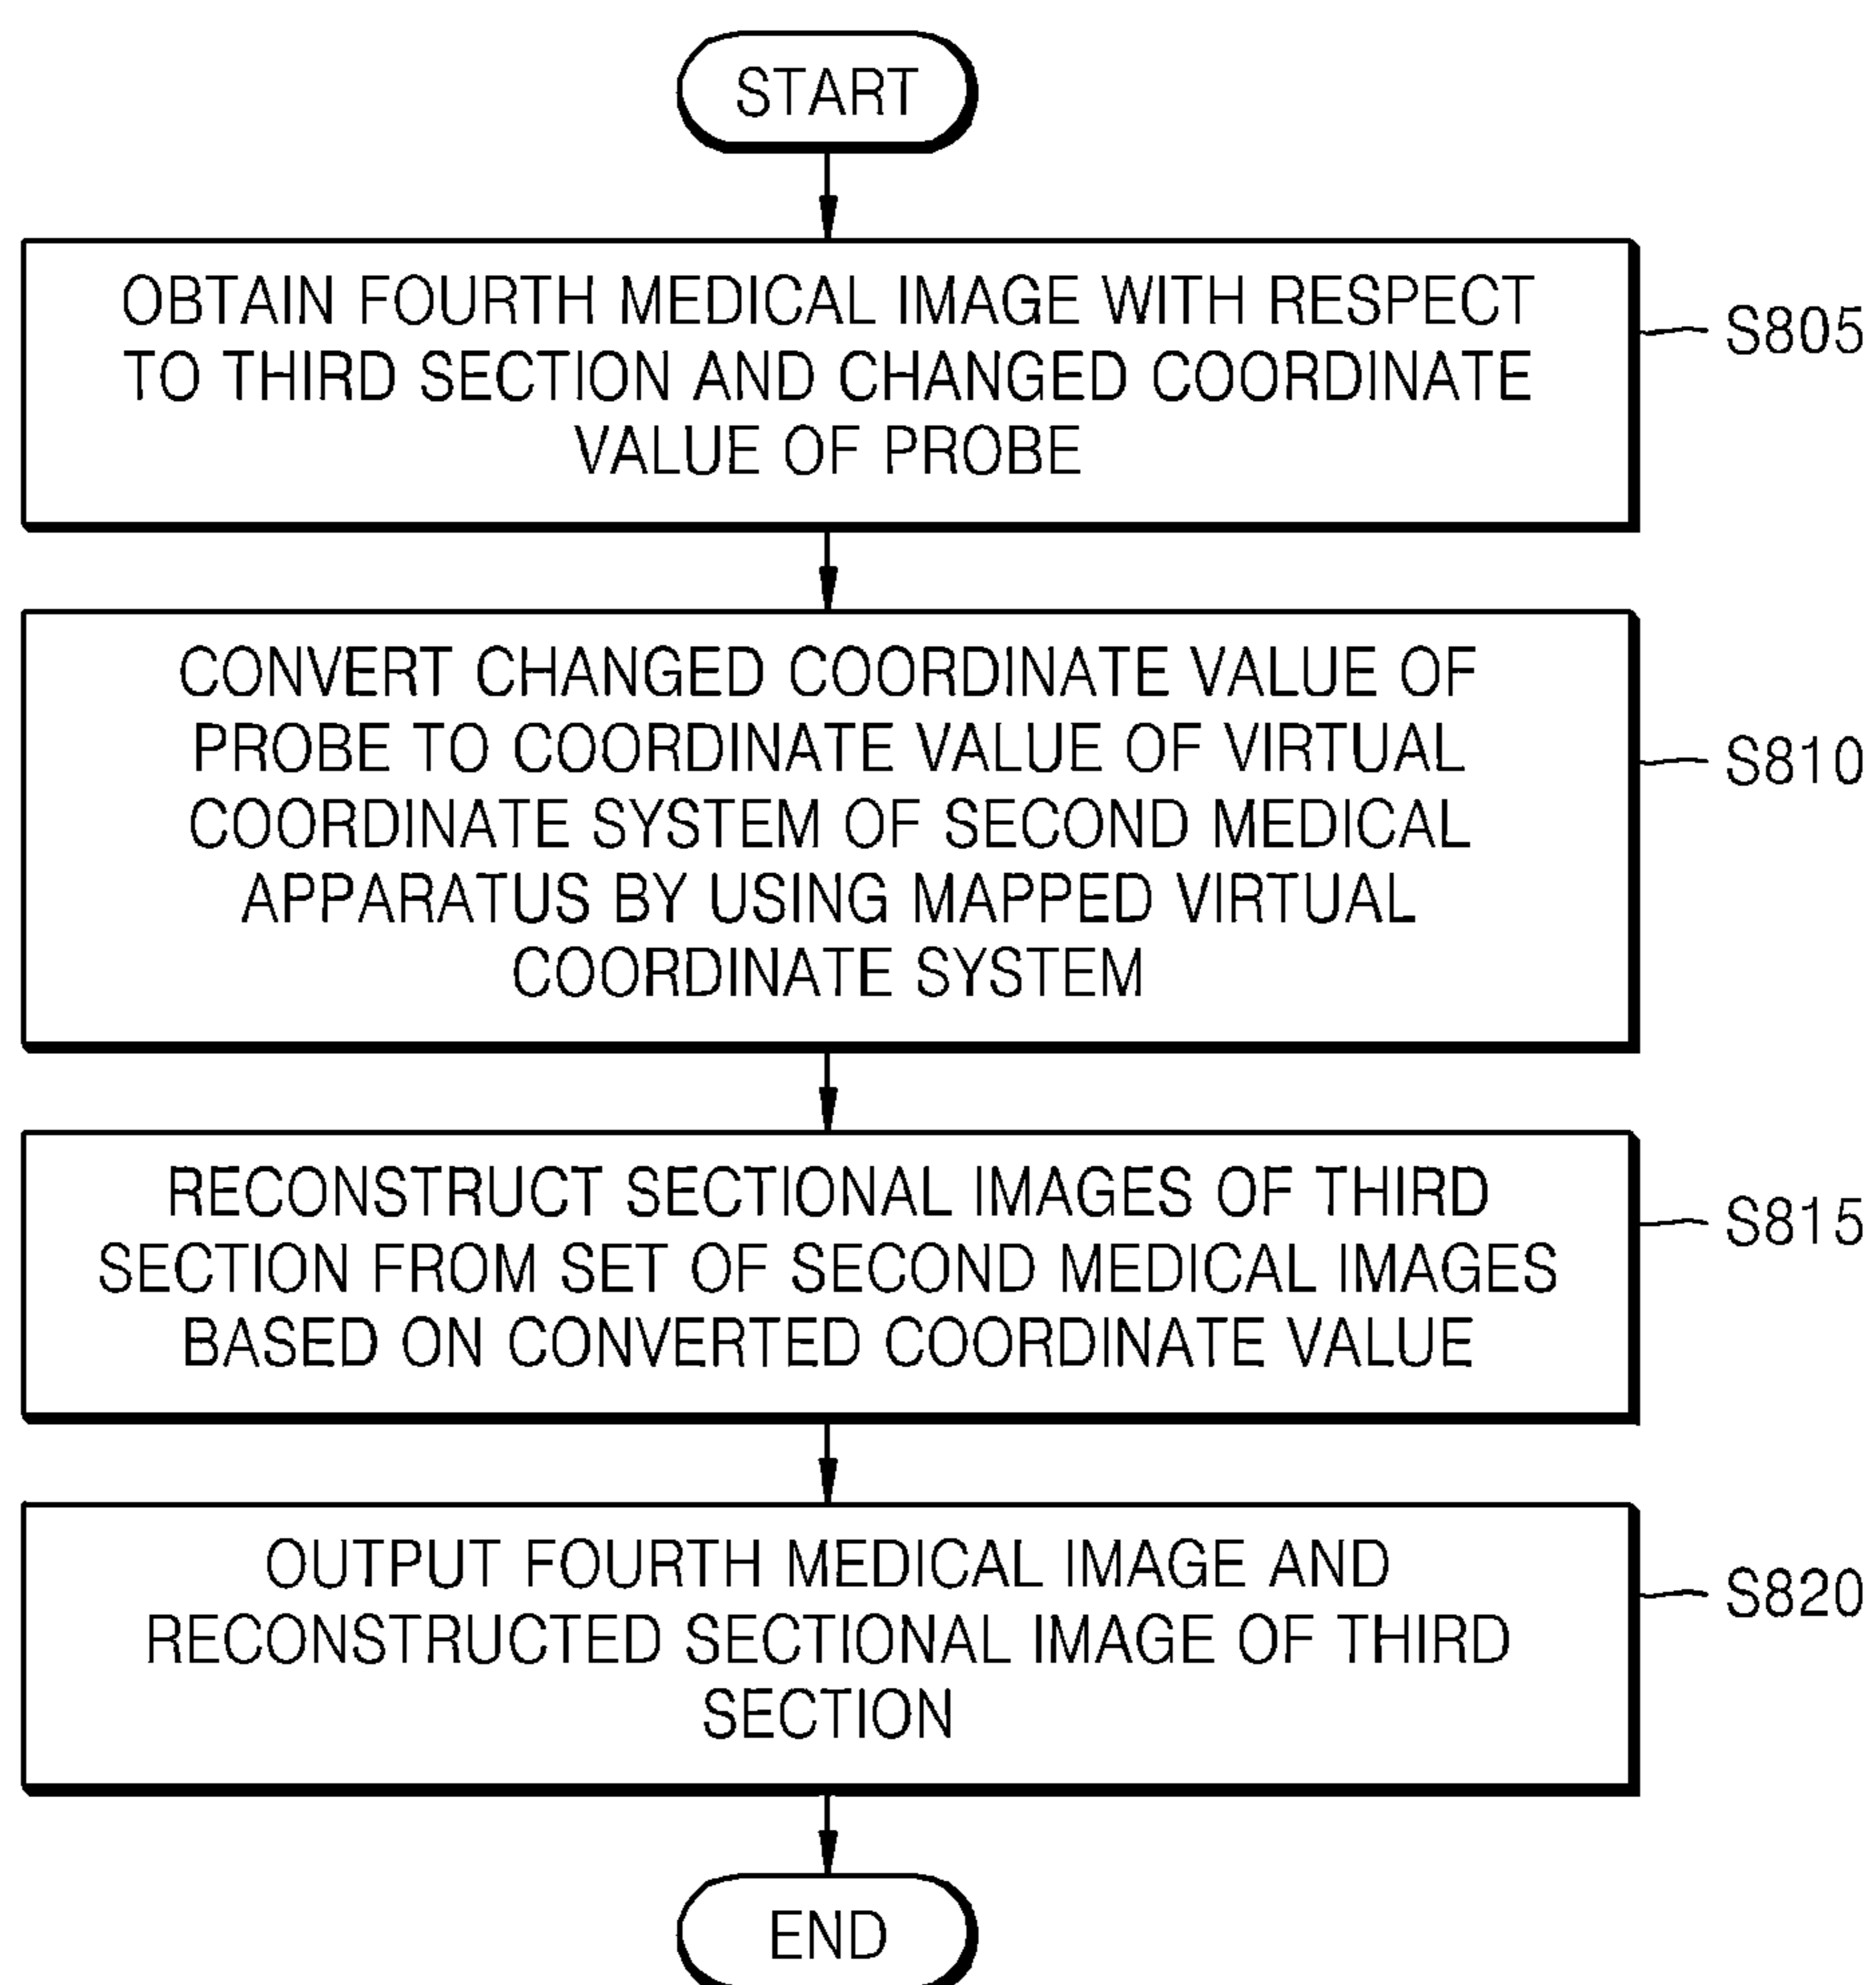 START
OBTAIN FOURTH MEDICAL IMAGE WITH RESPECT
TO THIRD SECTION AND CHANGED COORDINATE
VALUE OF PROBE
S805
CONVERT CHANGED COORDINATE VALUE OF
PROBE TO COORDINATE VALUE OF VIRTUAL
COORDINATE SYSTEM OF SECOND MEDICAL
APPARATUS BY USING MAPPED VIRTUAL
COORDINATE SYSTEM
S810
RECONSTRUCT SECTIONAL IMAGES OF THIRD
SECTION FROM SET OF SECOND MEDICAL IMAGES
BASED ON CONVERTED COORDINATE VALUE
S815
OUTPUT FOURTH MEDICAL IMAGE AND
RECONSTRUCTED SECTIONAL IMAGE OF THIRD
SECTION
S820
END